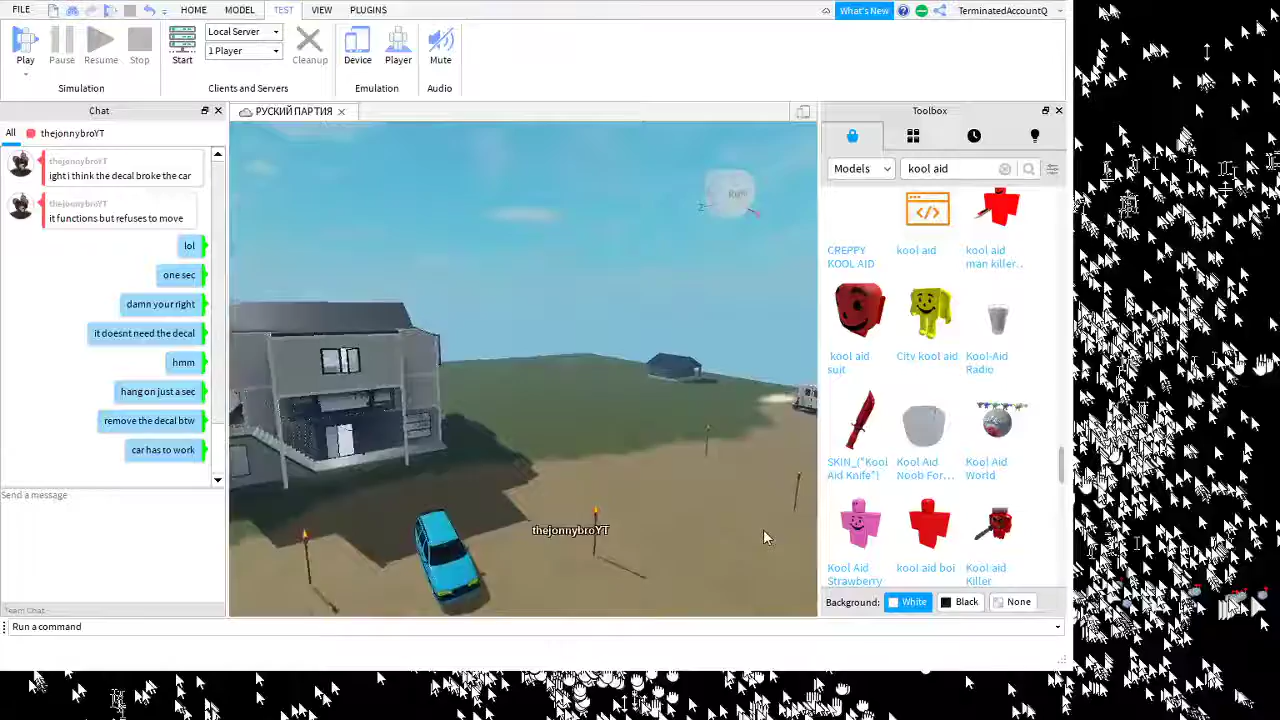 FILE HOME MODEL TEST VIEW PLUGINS What's New TerminatedAccountQ
Play Pause Resume Stop Start Local Server 1 Player Cleanup Device Player Mute
Simulation Clients and Servers Emulation Audio
Chat
All thejonnybroYT
thejonnybroYT
ight i think the decal broke the car
thejonnybroYT
it functions but refuses to move
lol
one sec
damn your right
it doesnt need the decal
hmm
hang on just a sec
remove the decal btw
car has to work
Send a message
Team Chat
РУСКИЙ ПАРТИЯ
Z
thejonnybroYT
Toolbox
Models kool aid
CREPPY KOOL AID
kool aid
kool aid man killer...
kool aid suit
City kool aid
Kool-Aid Radio
SKIN_("Kool Aid Knife")
Kool Aid Noob For...
Kool Aid World
Kool Aid Strawberry
kool aid boi
Kool aid Killer
Background: White Black None
Run a command